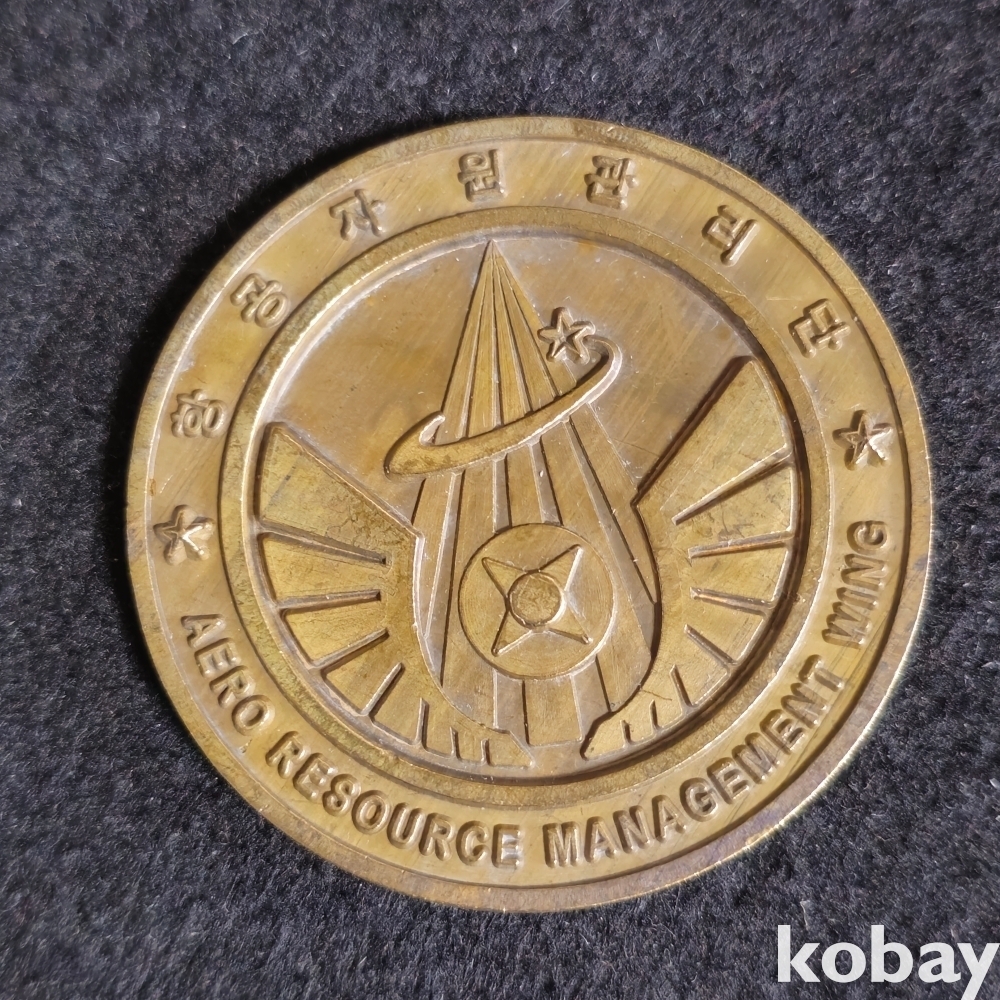 항공자원관리단
AERO RESOURCE MANAGEMENT WING
kobay